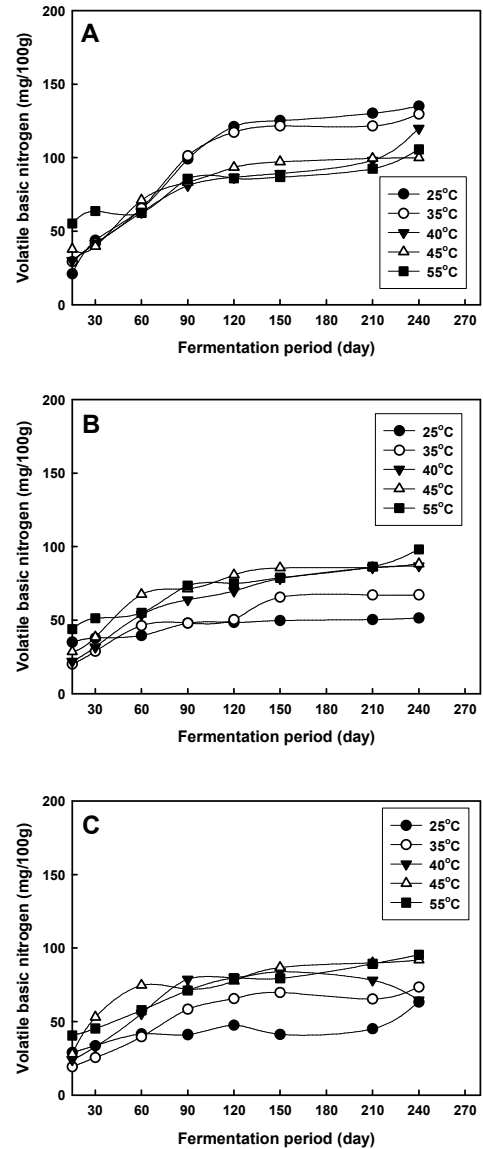 200
A
150
100
50
0
Volatile basic nitrogen (mg/100g)
25°C
35°C
40°C
45°C
55°C
30 60 90 120 150 180 210 240 270
Fermentation period (day)
200
B
150
100
50
0
Volatile basic nitrogen (mg/100g)
25°C
35°C
40°C
45°C
55°C
30 60 90 120 150 180 210 240 270
Fermentation period (day)
200
C
150
100
50
0
Volatile basic nitrogen (mg/100g)
25°C
35°C
40°C
45°C
55°C
30 60 90 120 150 180 210 240 270
Fermentation period (day)